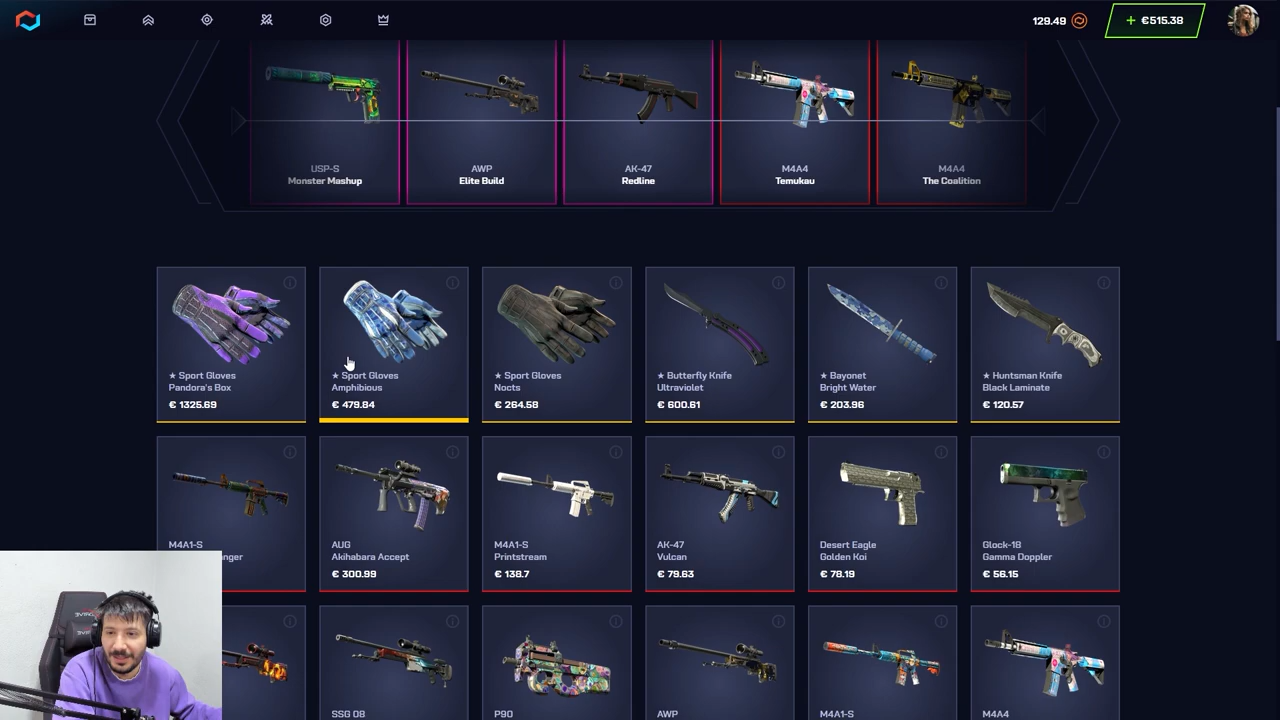 129.49
+ €515.38
USP-S
Monster Mashup
AWP
Elite Build
AK-47
Redline
M4A4
Temukau
M4A4
The Coalition
★ Sport Gloves
Pandora's Box
€ 1325.69
★ Sport Gloves
Amphibious
€ 479.84
★ Sport Gloves
Nocts
€ 264.58
★ Butterfly Knife
Ultraviolet
€ 600.61
★ Bayonet
Bright Water
€ 203.96
★ Huntsman Knife
Black Laminate
€ 120.57
M4A1-S
AUG
Akihabara Accept
€ 300.99
M4A1-S
Printstream
€ 138.7
AK-47
Vulcan
€ 79.63
Desert Eagle
Golden Koi
€ 78.19
Glock-18
Gamma Doppler
€ 56.15
SSG 08
P90
AWP
M4A1-S
M4A4